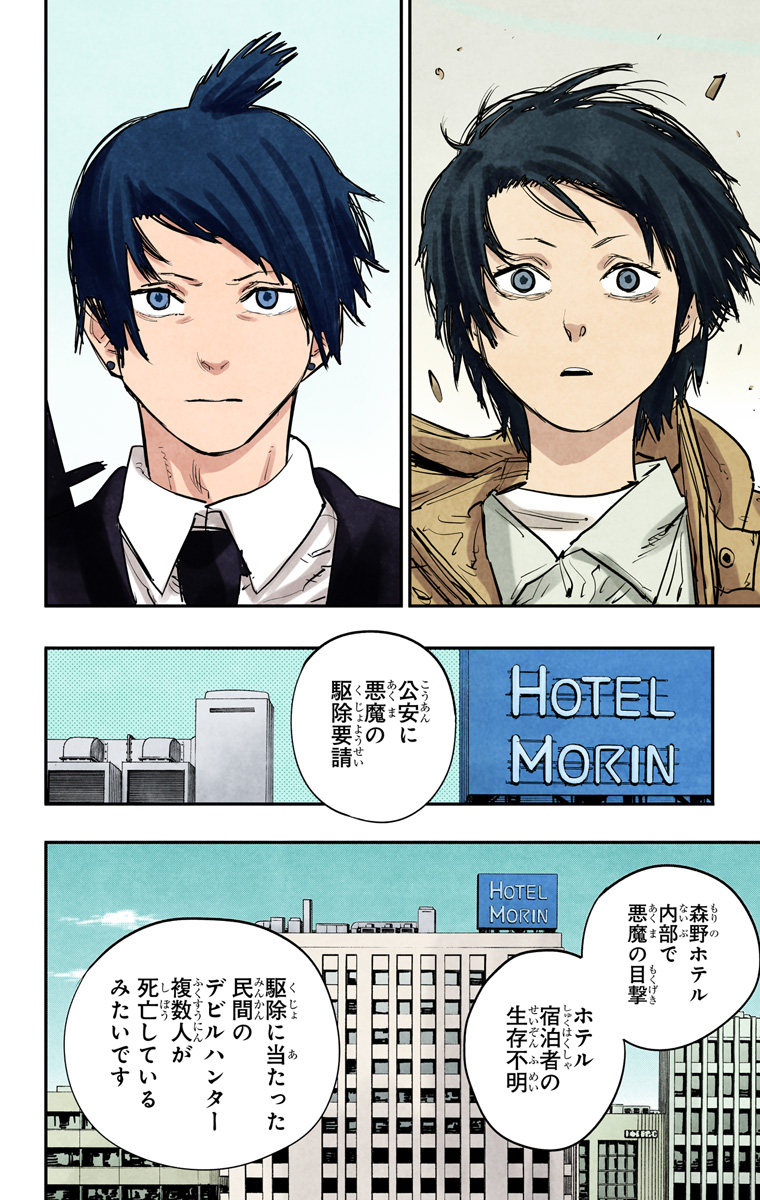 公安に
悪魔の
駆除要請
HOTEL
MORIN
森野ホテル
内部で
悪魔の目撃
ホテル
宿泊者の
生存不明
駆除に当たった
民間の
デビルハンター
複数人が
死亡している
みたいです
HOTEL
MORIN